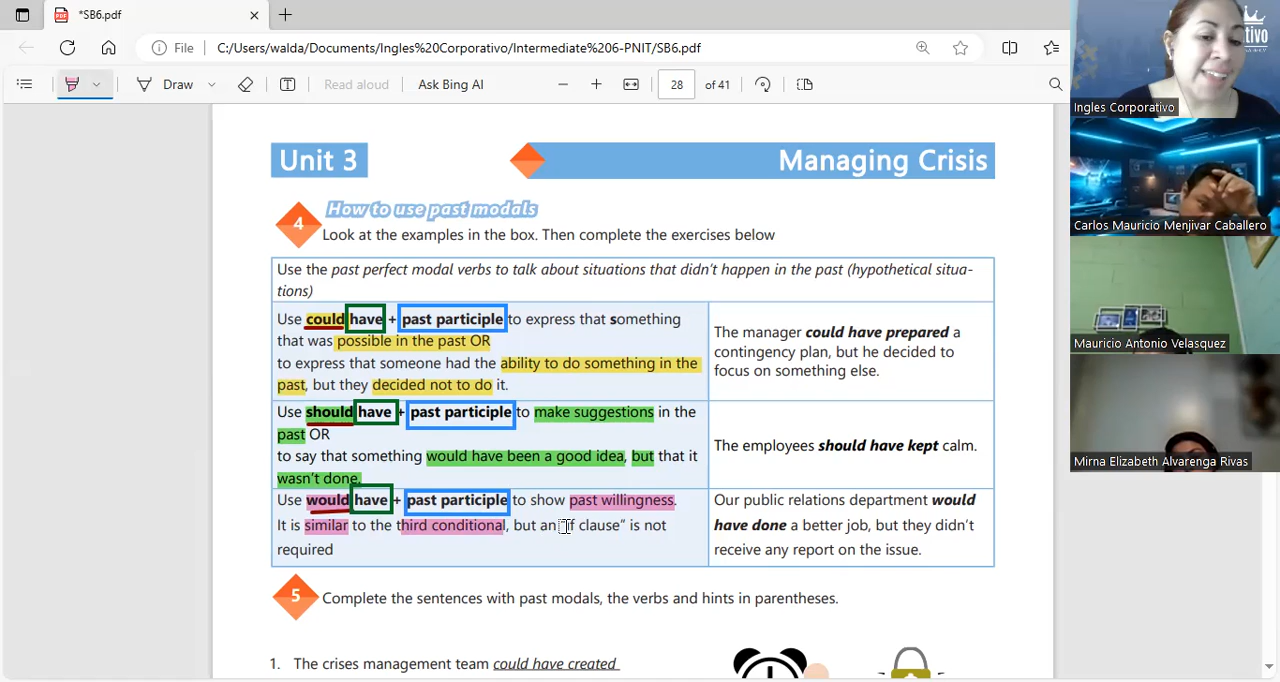 *SB6.pdf
File
C:/Users/walda/Documents/Ingles%20Corporativo/Intermediate%206-PNIT/SB6.pdf
Draw
Read aloud
Ask Bing AI
28
of 41
Unit 3
Managing Crisis
4
How to use past modals
Look at the examples in the box. Then complete the exercises below
Use the past perfect modal verbs to talk about situations that didn't happen in the past (hypothetical situa-
tions)
Use could have + past participle to express that something
that was possible in the past OR
to express that someone had the ability to do something in the
past, but they decided not to do it.
The manager could have prepared a
contingency plan, but he decided to
focus on something else.
Use should have + past participle to make suggestions in the
past OR
to say that something would have been a good idea, but that it
wasn't done.
The employees should have kept calm.
Use would have + past participle to show past willingness.
It is similar to the third conditional, but an "if clause" is not
required
Our public relations department would
have done a better job, but they didn't
receive any report on the issue.
5
Complete the sentences with past modals, the verbs and hints in parentheses.
1. The crises management team could have created
tivo
Ingles Corporativo
Carlos Mauricio Menjivar Caballero
Mauricio Antonio Velasquez
Mirna Elizabeth Alvarenga Rivas